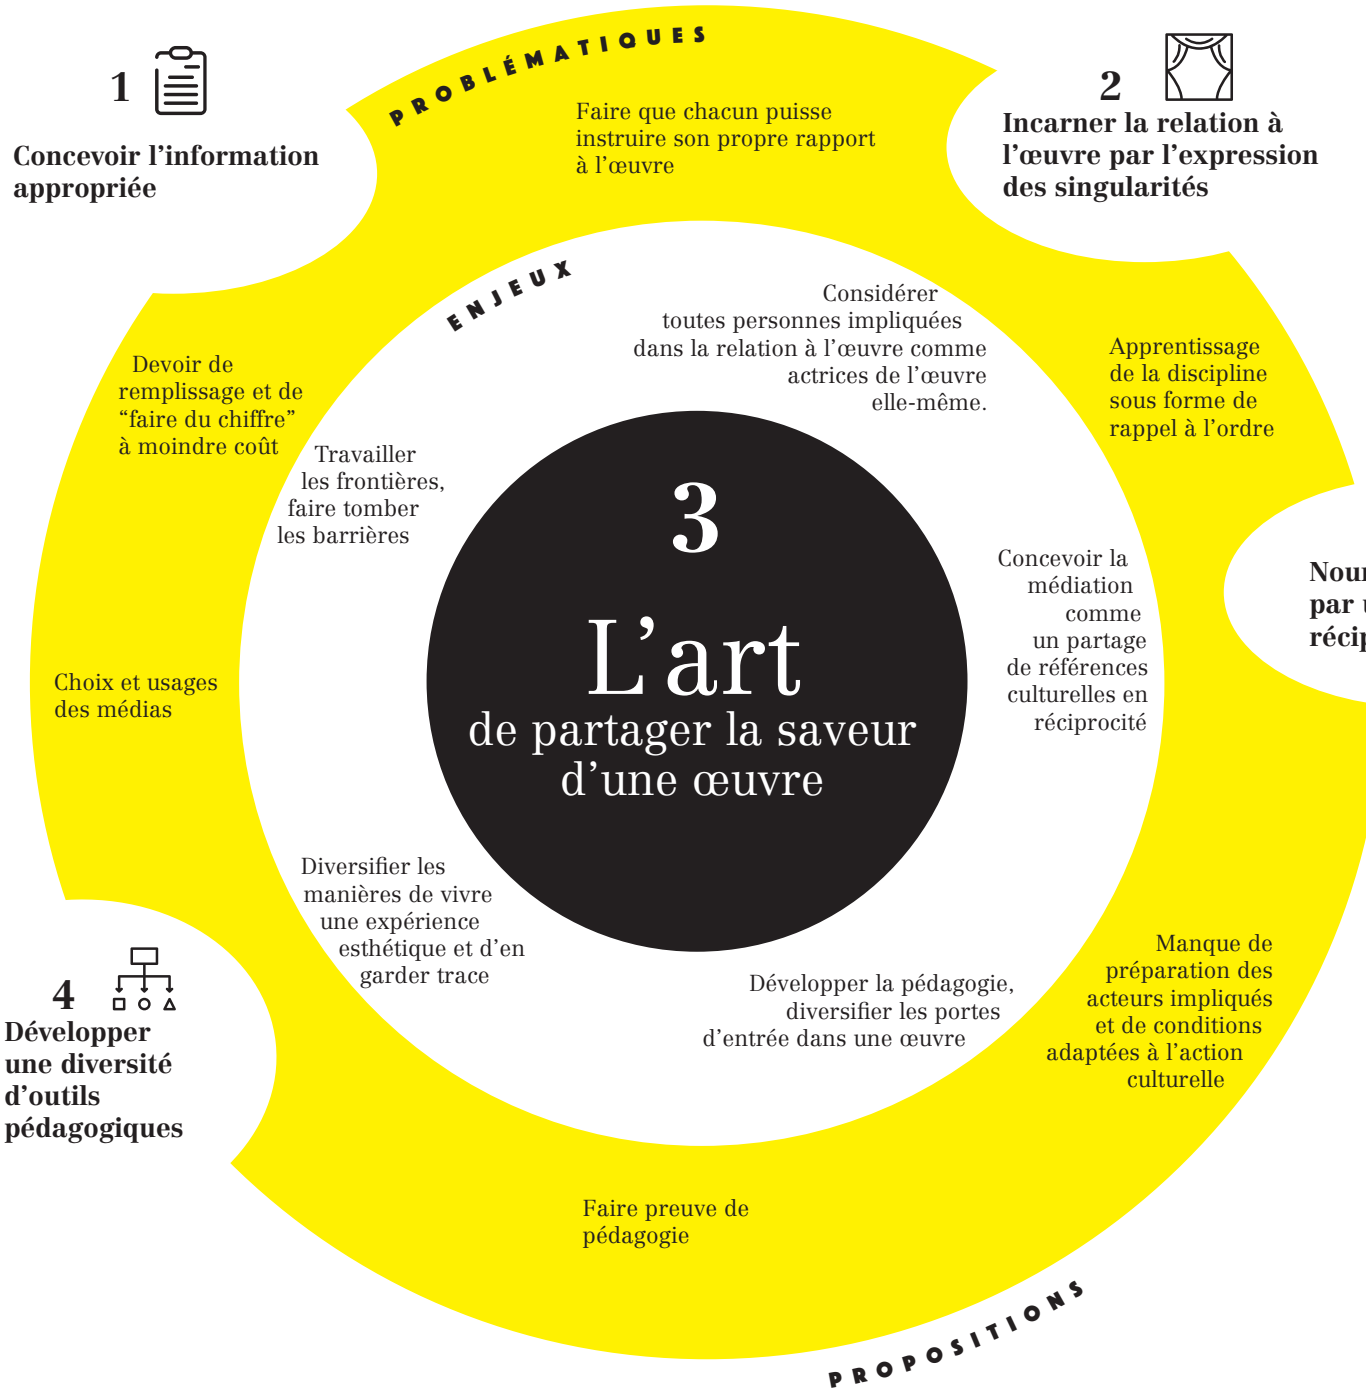 PROBLÉMATIQUES
1
Concevoir l’information
appropriée
Faire que chacun puisse
instruire son propre rapport
à l’œuvre
2
Incarner la relation à
l’œuvre par l’expression
des singularités
ENJEUX
Considérer
toutes personnes impliquées
dans la relation à l’œuvre comme
actrices de l’œuvre
elle-même.
Devoir de
remplissage et de
“faire du chiffre”
à moindre coût
Apprentissage
de la discipline
sous forme de
rappel à l’ordre
Travailler
les frontières,
faire tomber
les barrières
3
L’art
de partager la saveur
d’une œuvre
Concevoir la
médiation
comme
un partage
de références
culturelles en
réciprocité
par
Choix et usages
des médias
Diversifier les
manières de vivre
une expérience
esthétique et d’en
garder trace
Développer la pédagogie,
diversifier les portes
d’entrée dans une œuvre
Manque de
préparation des
acteurs impliqués
et de conditions
adaptées à l’action
culturelle
4
Développer
une diversité
d’outils
pédagogiques
Faire preuve de
pédagogie
PROPOSITIONS